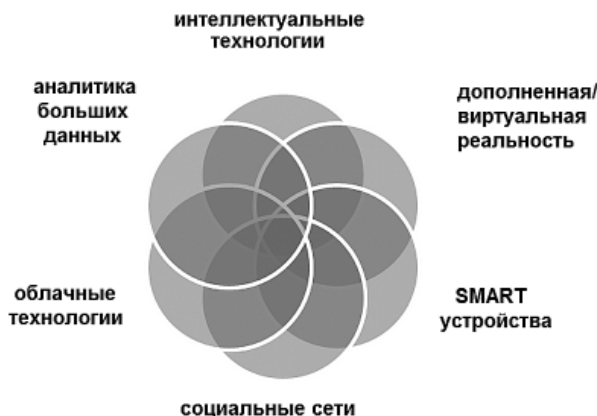 интеллектуальные
технологии
аналитика
больших
данных
дополненная/
виртуальная
реальность
облачные
технологии
SMART
устройства
социальные сети